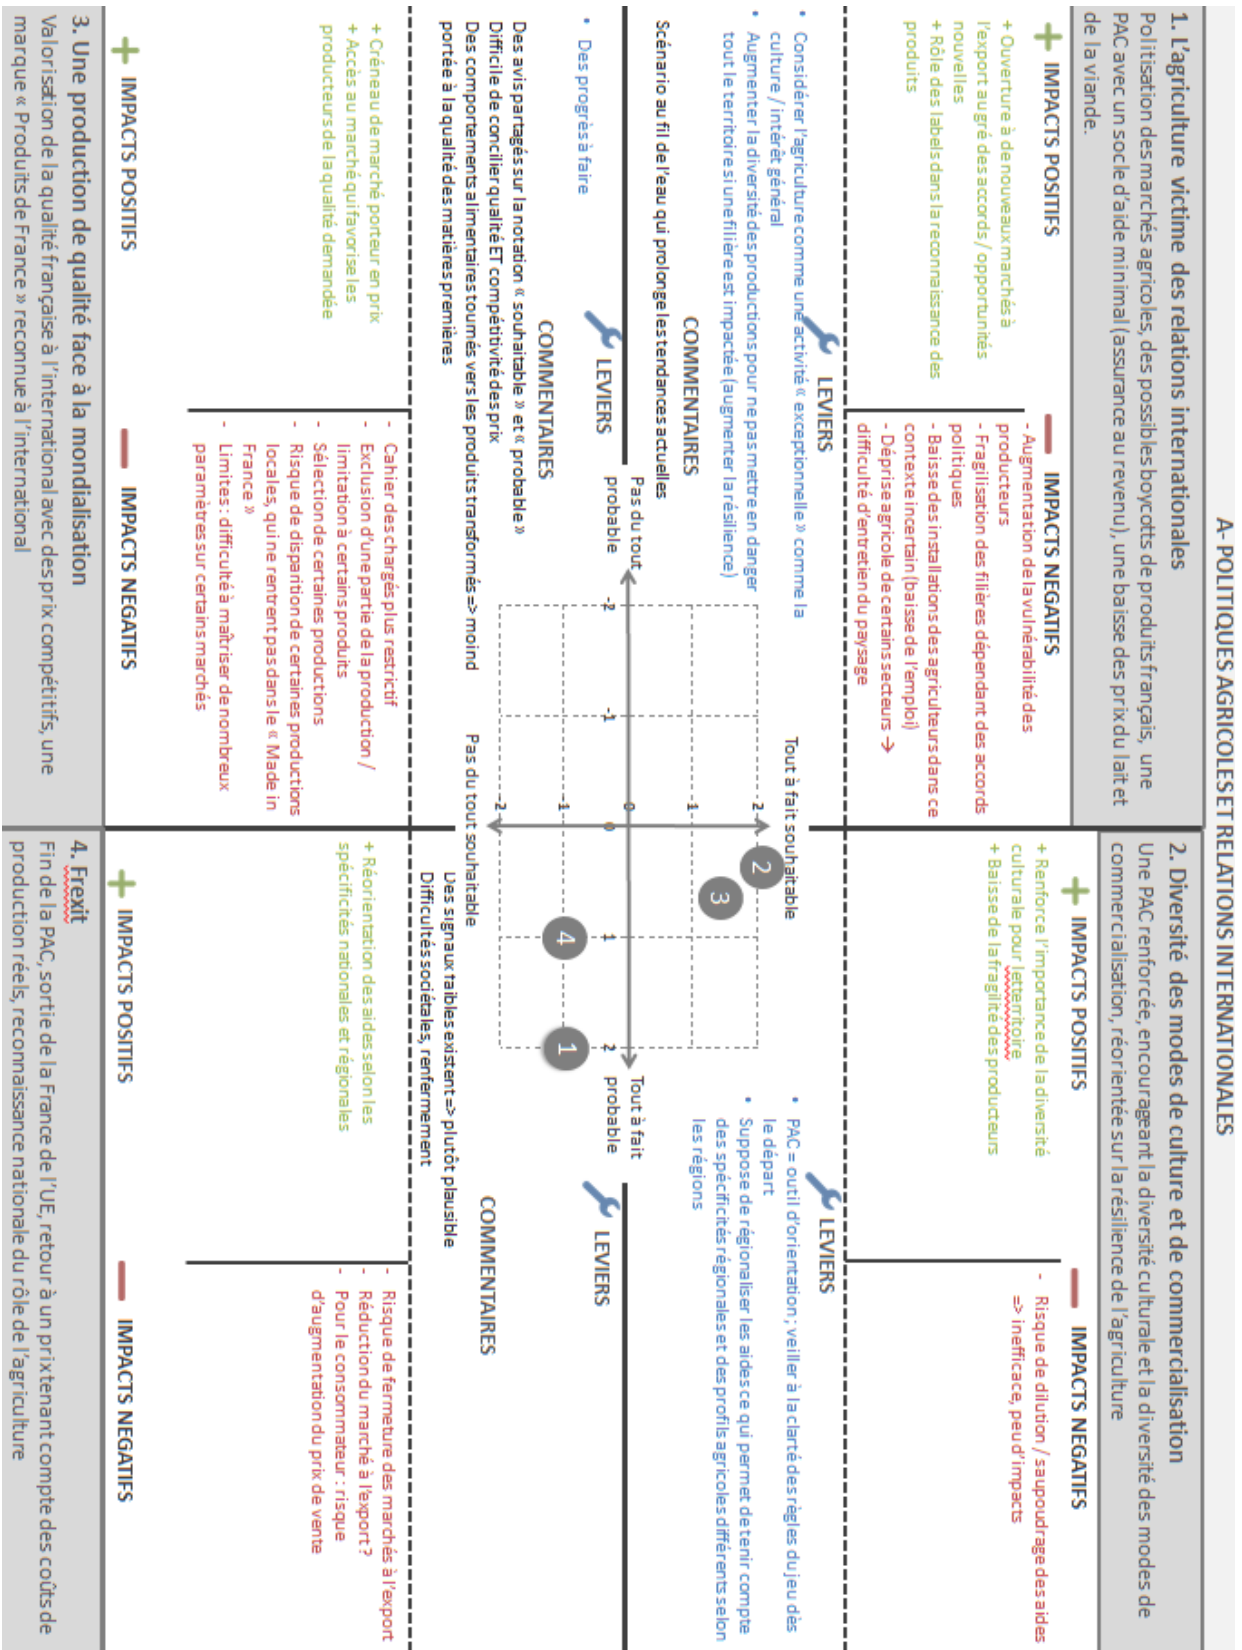 A- POLITIQUES AGRICOLES ET RELATIONS INTERNATIONALES
1. L'agriculture victime des relations internationales
Politisation des marchés agricoles, des possibles boycotts de produits français, une
PAC avec un socle d'aide minimal (assurance au revenu), une baisse des prix du lait et
de la viande.
IMPACTS POSITIFS
+ Ouverture à de nouveaux marchés à
l'export au gré des accords / opportunités
nouvelles
+ Rôle des labels dans la reconnaissance des
produits
IMPACTS NEGATIFS
- Augmentation de la vulnérabilité des
producteurs
- Fragilisation des filières dépendant des accords
politiques
- Baisse des installations des agriculteurs dans ce
contexte incertain (baisse de l'emploi)
- Déprise agricole de certains secteurs →
difficulté d'entretien du paysage
LEVIERS
• Considérer l'agriculture comme une activité « exceptionnelle » comme la
culture / intérêt général
• Augmenter la diversité des productions pour ne pas mettre en danger
tout le territoire si une filière est impactée (augmenter la résilience)
COMMENTAIRES
Scénario au fil de l'eau qui prolonge les tendances actuelles
2. Diversité des modes de culture et de commercialisation
Une PAC renforcée, encourageant la diversité culturale et la diversité des modes de
commercialisation, réorientée sur la résilience de l'agriculture
IMPACTS POSITIFS
+ Renforce l'importance de la diversité
culturale pour letterritoire
+ Baisse de la fragilité des producteurs
IMPACTS NEGATIFS
- Risque de dilution / saupoudrage des aides
=> inefficace, peu d'impacts
LEVIERS
• PAC = outil d'orientation ; veiller à la clarté des règles du jeu dès
le départ
• Suppose de régionaliser les aides ce qui permet de tenir compte
des spécificités régionales et des profils agricoles différents selon
les régions
Tout à fait souhaitable
Pas du tout
probable
Tout à fait
probable
Pas du tout souhaitable
2
1
0
-1
-2
-2
-1
0
1
2
2
3
4
1
LEVIERS
• Des progrès à faire
COMMENTAIRES
Des avis partagés sur la notation « souhaitable » et « probable »
Difficile de concilier qualité ET compétitivité des prix
Des comportements alimentaires tournés vers les produits transformés => moind
portée à la qualité des matières premières
IMPACTS POSITIFS
+ Créneau de marché porteur en prix
+ Accès au marché qui favorise les
producteurs de la qualité demandée
IMPACTS NEGATIFS
- Cahier des charges plus restrictif
- Exclusion d'une partie de la production /
limitation à certains produits
- Sélection de certaines productions
- Risque de disparition de certaines productions
locales, qui ne rentrent pas dans le « Made in
France »
- Limites : difficulté à maîtriser de nombreux
paramètres sur certains marchés
3. Une production de qualité face à la mondialisation
Valorisation de la qualité française à l'international avec des prix compétitifs, une
marque « Produits de France » reconnue à l'international
LEVIERS
COMMENTAIRES
Des signaux faibles existent => plutôt plausible
Difficultés sociétales, renfermement
IMPACTS POSITIFS
+ Réorientation des aides selon les
spécificités nationales et régionales
IMPACTS NEGATIFS
- Risque de fermeture des marchés à l'export
- Réduction du marché à l'export ?
- Pour le consommateur : risque
d'augmentation du prix de vente
4. Frexit
Fin de la PAC, sortie de la France de l'UE, retour à un prix tenant compte des coûts de
production réels, reconnaissance nationale du rôle de l'agriculture